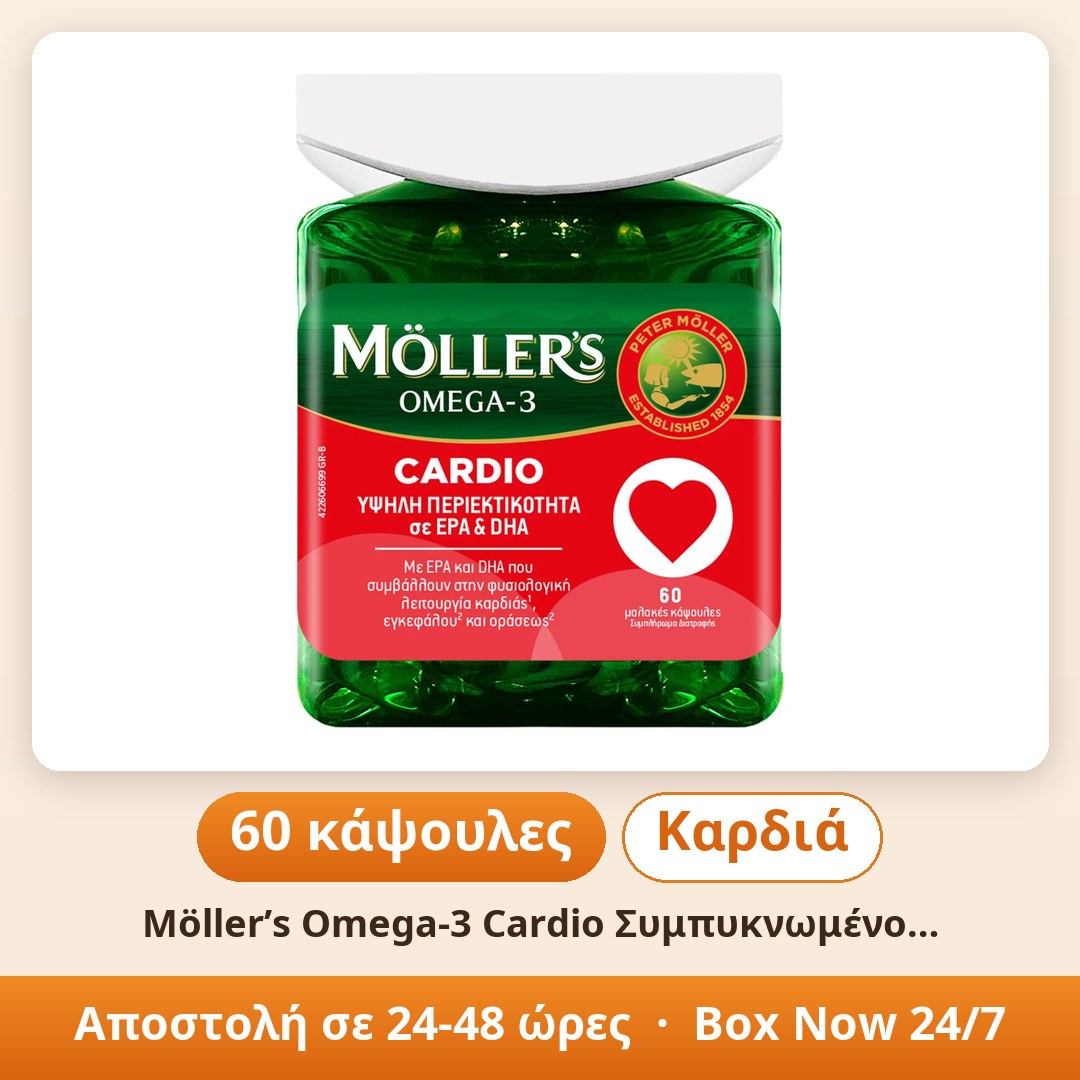 MÖLLER'S
OMEGA-3
PETER MÖLLER
ESTABLISHED 1854
422606699 GR-B
CARDIO
ΥΨΗΛΗ ΠΕΡΙΕΚΤΙΚΟΤΗΤΑ
σε EPA & DHA
Με EPA και DHA που
συμβάλλουν στην φυσιολογική
λειτουργία καρδιάς¹,
εγκεφάλου² και οράσεως²
60
μαλακές κάψουλες
Συμπλήρωμα Διατροφής
60 κάψουλες
Καρδιά
Möller’s Omega-3 Cardio Συμπυκνωμένο...
Αποστολή σε 24-48 ώρες · Box Now 24/7